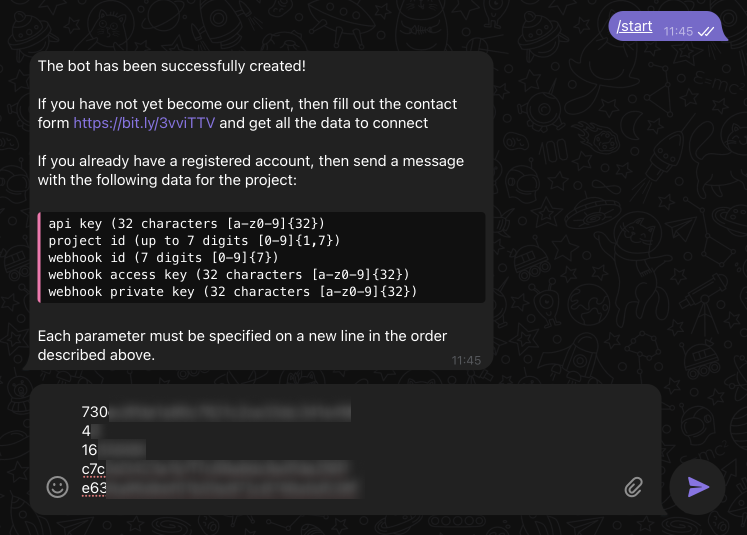 /start
11:45
The bot has been successfully created!
If you have not yet become our client, then fill out the contact
form https://bit.ly/3vviTTV and get all the data to connect
If you already have a registered account, then send a message
with the following data for the project:
api key (32 characters [a-z0-9]{32})
project id (up to 7 digits [0-9]{1,7})
webhook id (7 digits [0-9]{7})
webhook access key (32 characters [a-z0-9]{32})
webhook private key (32 characters [a-z0-9]{32})
Each parameter must be specified on a new line in the order
described above.
11:45
730
4
16
c7c
e63